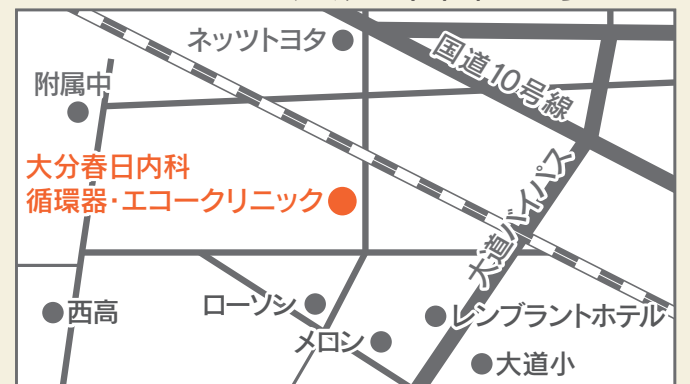 ネッツトヨタ
国道10号線
附属中
大分春日内科
循環器・エコークリニック
大道バイパス
西高
ローソン
レンブラントホテル
メロン
大道小